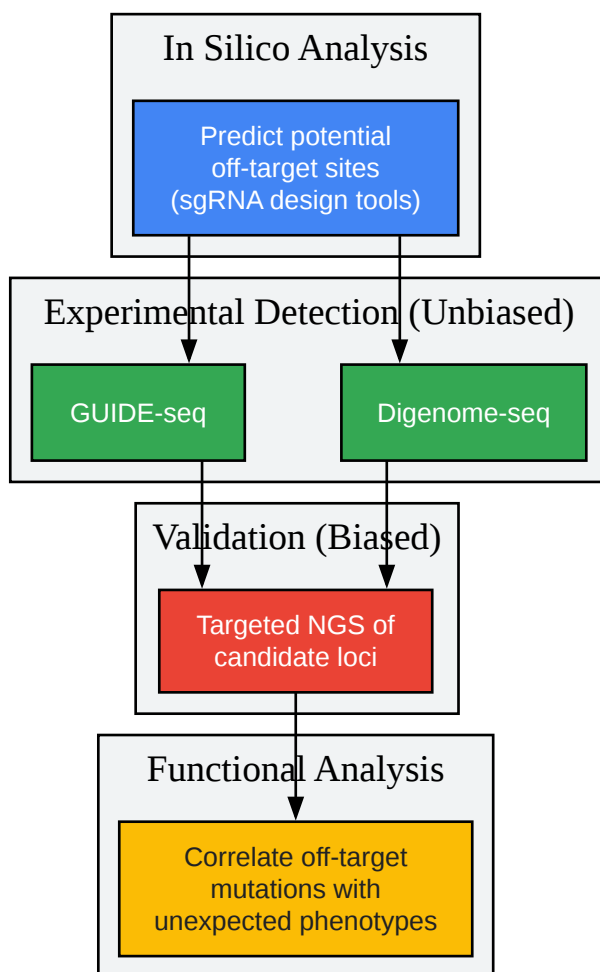 In Silico Analysis
Predict potential
off-target sites
(sgRNA design tools)
Experimental Detection (Unbiased)
GUIDE-seq
Digenome-seq
Validation (Biased)
Targeted NGS of
candidate loci
Functional Analysis
Correlate off-target
mutations with
unexpected phenotypes